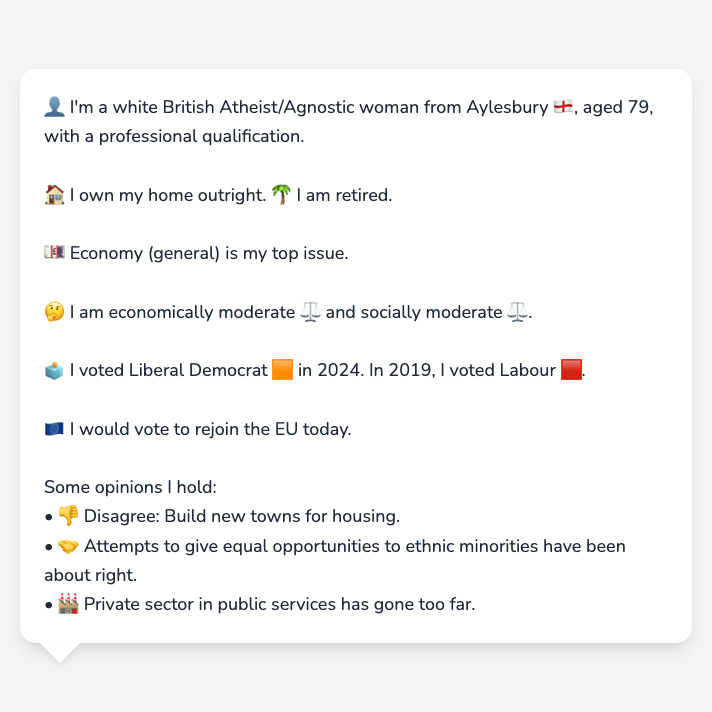 👤 I'm a white British Atheist/Agnostic woman from Aylesbury 🏴󠁧󠁢󠁥󠁮󠁧󠁿, aged 79,
with a professional qualification.
🏠 I own my home outright. 🌴 I am retired.
💷 Economy (general) is my top issue.
🤔 I am economically moderate ⚖️ and socially moderate ⚖️.
🗳️ I voted Liberal Democrat 🟧 in 2024. In 2019, I voted Labour 🟥.
🇪🇺 I would vote to rejoin the EU today.
Some opinions I hold:
• 👎 Disagree: Build new towns for housing.
• 🤝 Attempts to give equal opportunities to ethnic minorities have been
about right.
• 🏭 Private sector in public services has gone too far.